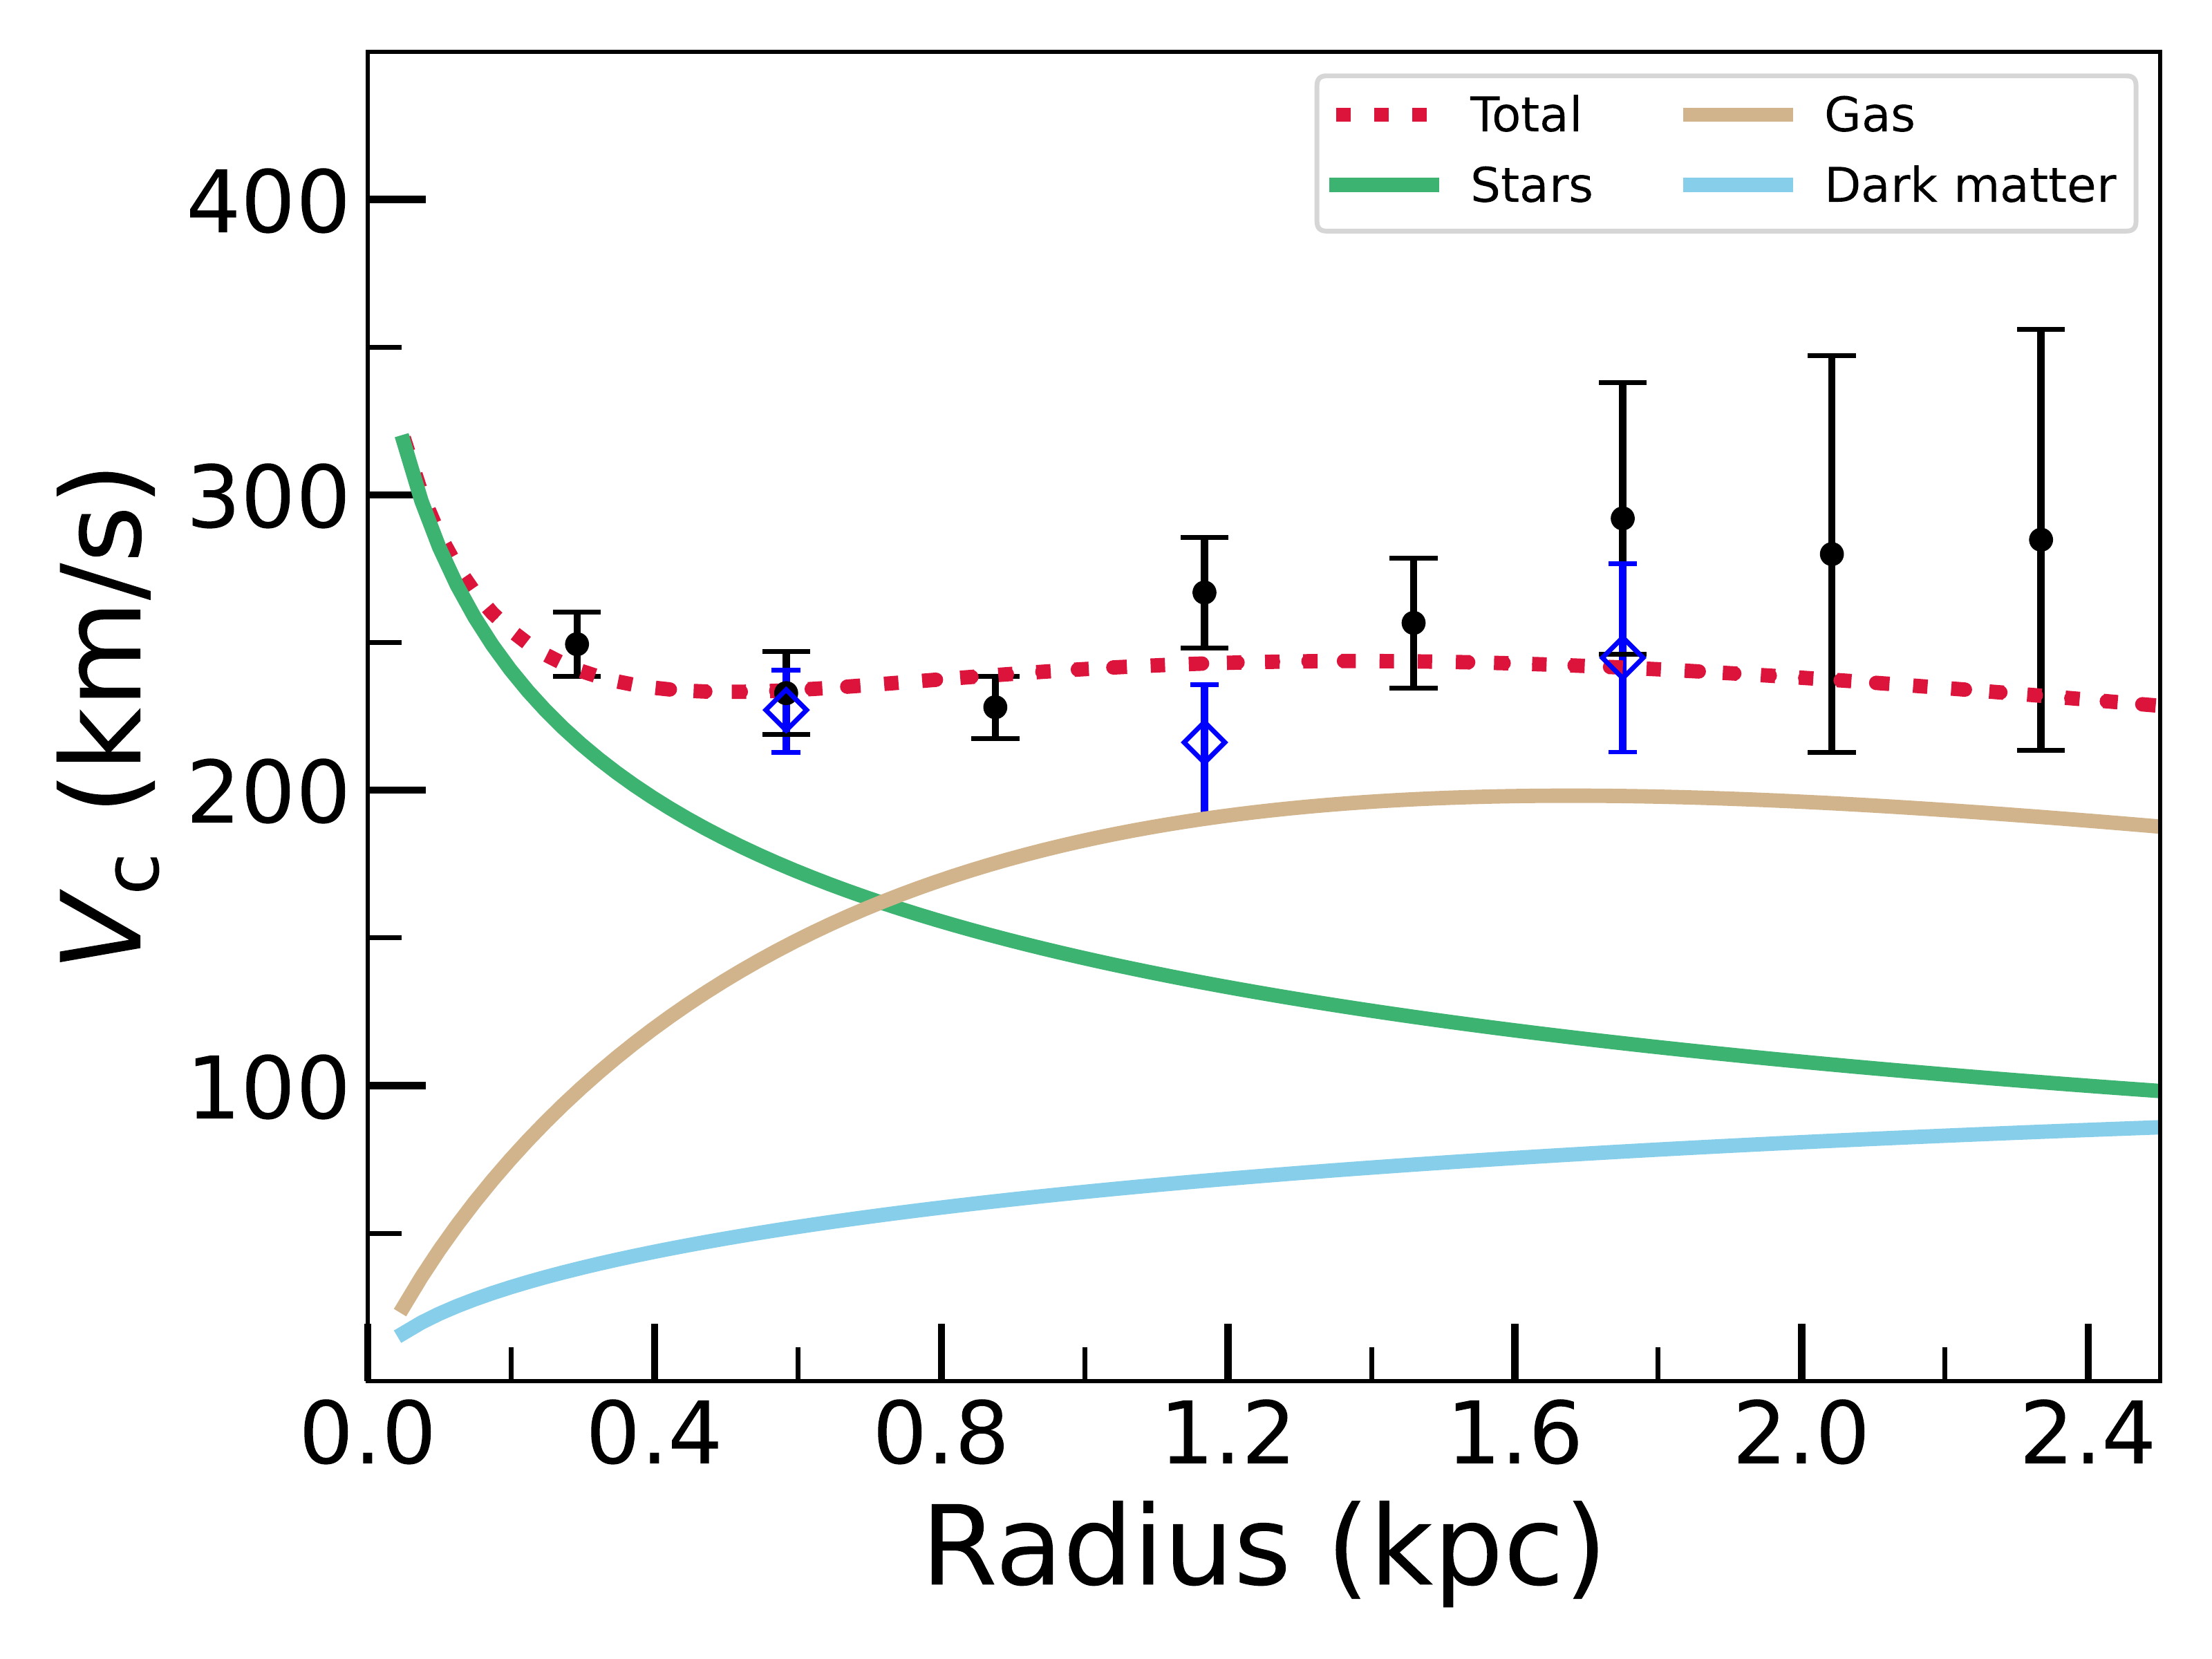 Total
Gas
Stars
Dark matter
400
300
200
100
V_c (km/s)
0.0 0.4 0.8 1.2 1.6 2.0 2.4
Radius (kpc)